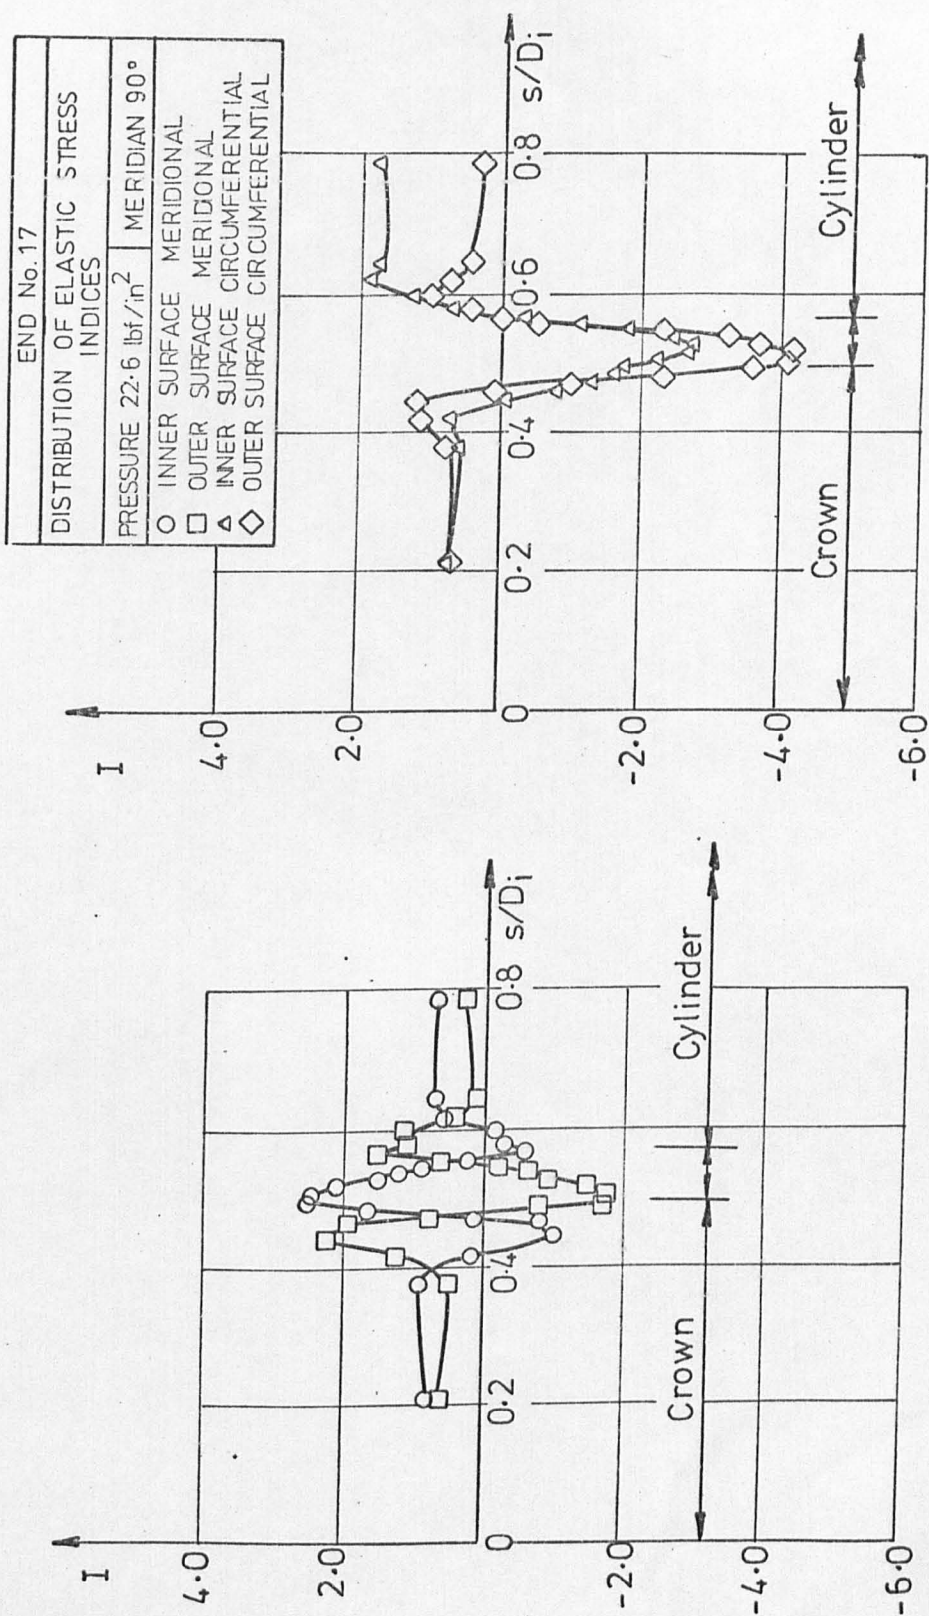 END No. 17
DISTRIBUTION OF ELASTIC STRESS
INDICES
PRESSURE 22·6 lbf/in² MERIDIAN 90°
○ INNER SURFACE MERIDIONAL
□ OUTER SURFACE MERIDIONAL
△ INNER SURFACE CIRCUMFERENTIAL
◇ OUTER SURFACE CIRCUMFERENTIAL
I
4·0
2·0
0
-2·0
-4·0
-6·0
0·2
0·4
0·8
s/Di
Crown
Cylinder
I
4·0
2·0
0
-2·0
-4·0
-6·0
0·2
0·4
0·6
0·8
s/Di
Crown
Cylinder